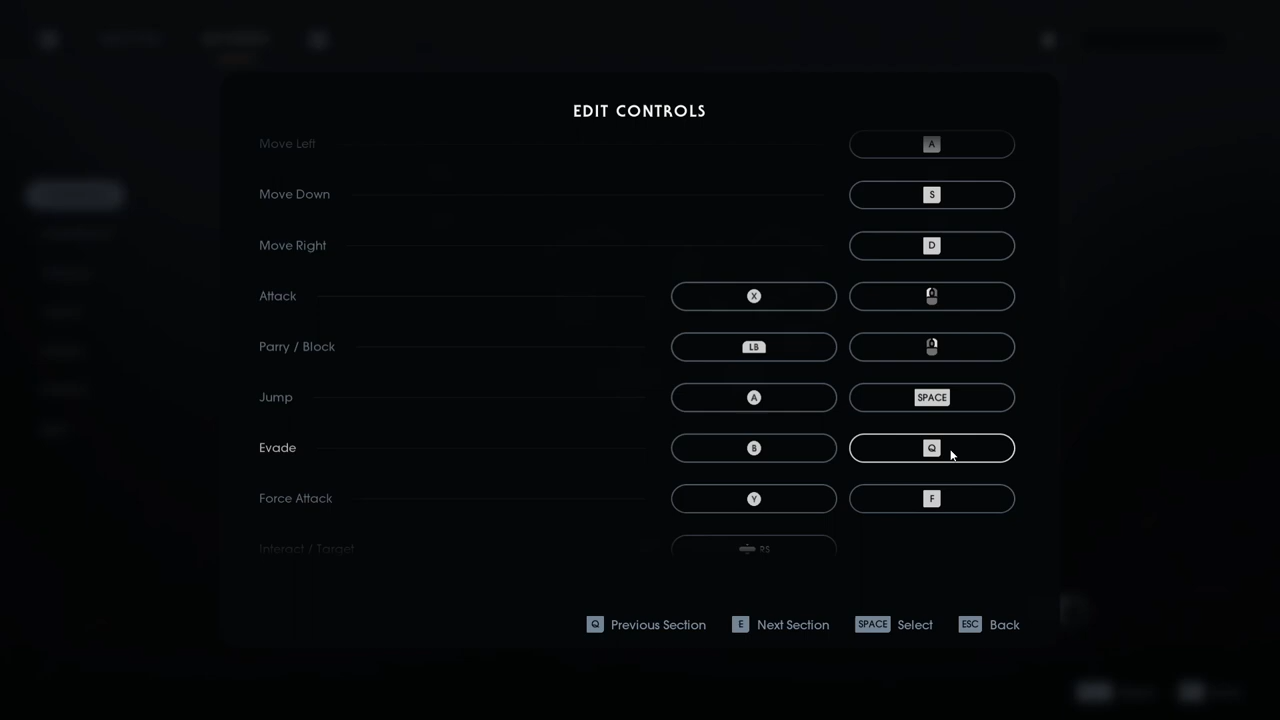 EDIT CONTROLS
Move Left A
Move Down S
Move Right D
Attack X
Parry / Block LB
Jump A SPACE
Evade B Q
Force Attack Y F
Interact / Target RS
Q Previous Section E Next Section SPACE Select ESC Back